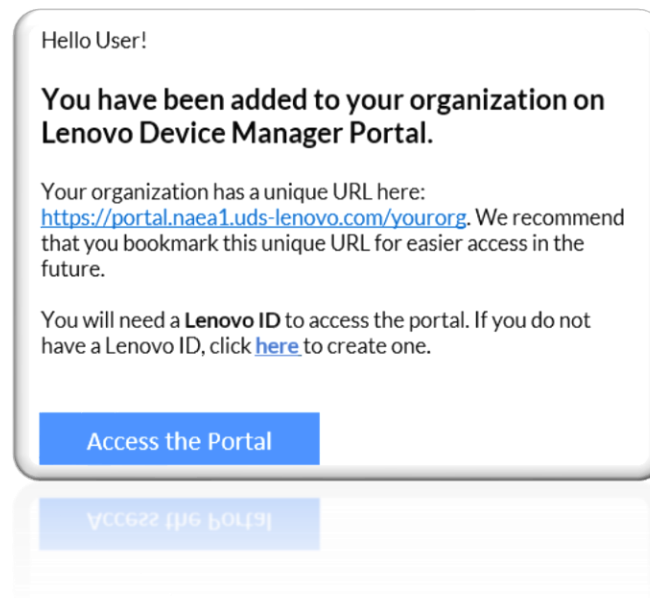 Hello User!
You have been added to your organization on
Lenovo Device Manager Portal.
Your organization has a unique URL here:
https://portal.naea1.uds-lenovo.com/yourorg. We recommend
that you bookmark this unique URL for easier access in the
future.
You will need a Lenovo ID to access the portal. If you do not
have a Lenovo ID, click here to create one.
Access the Portal